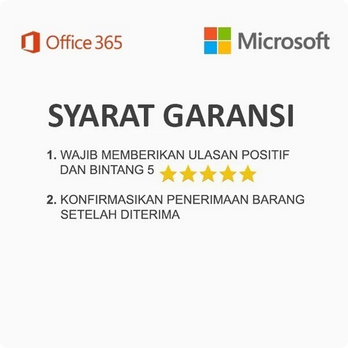 Office 365 Microsoft
SYARAT GARANSI
1. WAJIB MEMBERIKAN ULASAN POSITIF
DAN BINTANG 5
2. KONFIRMASIKAN PENERIMAAN BARANG
SETELAH DITERIMA